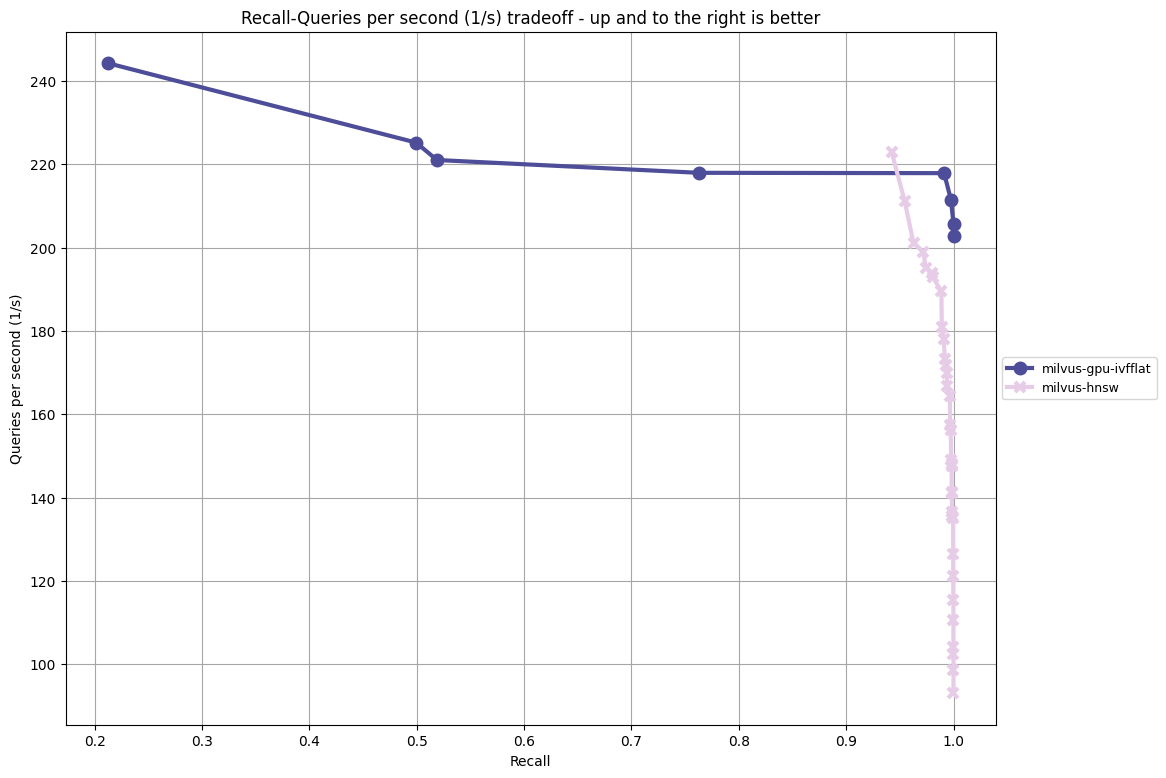 Recall-Queries per second (1/s) tradeoff - up and to the right is better
Queries per second (1/s)
240
220
200
180
160
140
120
100
0.2 0.3 0.4 0.5 0.6 0.7 0.8 0.9 1.0
Recall
milvus-gpu-ivfflat
milvus-hnsw